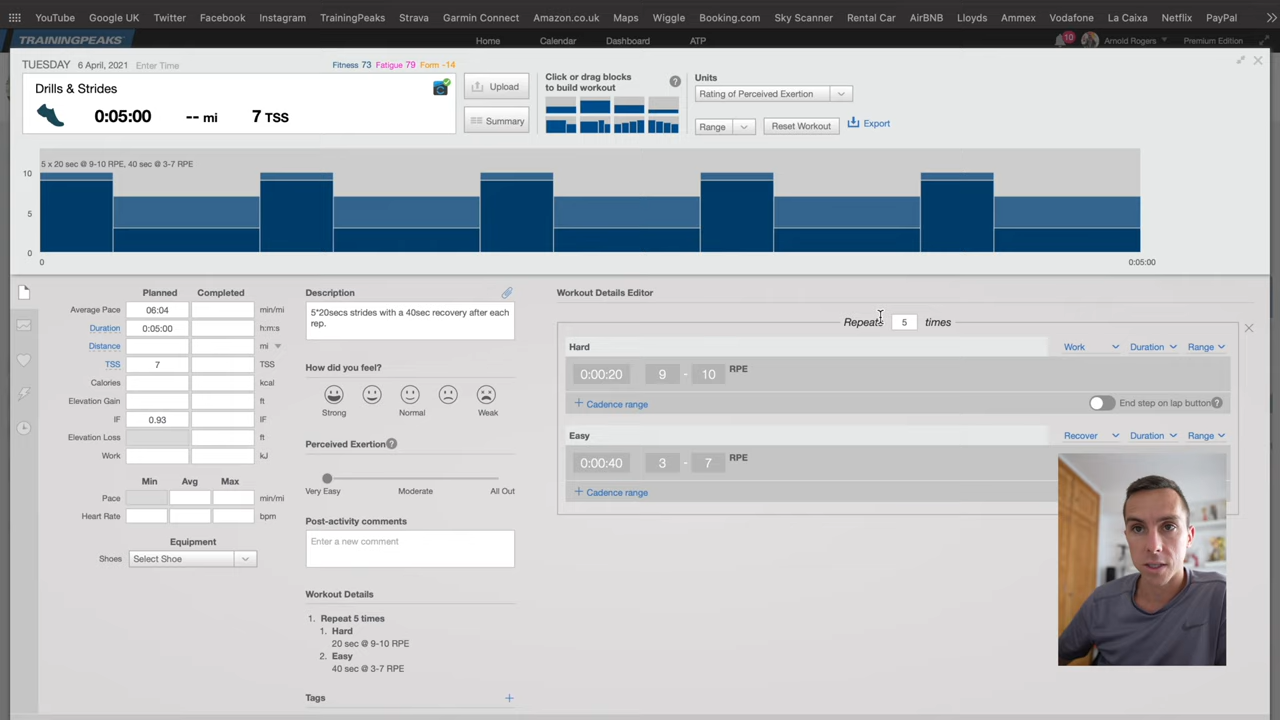 YouTube Google UK Twitter Facebook Instagram TrainingPeaks Strava Garmin Connect Amazon.co.uk Maps Wiggle Booking.com Sky Scanner Rental Car AirBNB Lloyds Ammex Vodafone La Caixa Netflix PayPal
TRAININGPEAKS Home Calendar Dashboard ATP 10 Arnold Rogers Premium Edition
TUESDAY 6 April, 2021 Enter Time Fitness 73 Fatigue 79 Form -14
Drills & Strides
0:05:00 -- mi 7 TSS
Upload
Summary
Click or drag blocks
to build workout
?
Units
Rating of Perceived Exertion
Range Reset Workout Export
5 x 20 sec @ 9-10 RPE, 40 sec @ 3-7 RPE
10
5
0
0 0:05:00
Planned Completed
Average Pace 06:04 min/mi
Duration 0:05:00 h:m:s
Distance mi
TSS 7 TSS
Calories kcal
Elevation Gain ft
IF 0.93 IF
Elevation Loss ft
Work kJ
Min Avg Max
Pace min/mi
Heart Rate bpm
Equipment
Shoes Select Shoe
Description
5*20secs strides with a 40sec recovery after each
rep.
How did you feel?
Strong Normal Weak
Perceived Exertion ?
Very Easy Moderate All Out
Post-activity comments
Enter a new comment
Workout Details
1. Repeat 5 times
1. Hard
20 sec @ 9-10 RPE
2. Easy
40 sec @ 3-7 RPE
Tags +
Workout Details Editor
Repeats 5 times
Hard Work Duration Range
0:00:20 9 - 10 RPE
+ Cadence range End step on lap button ?
Easy Recover Duration Range
0:00:40 3 - 7 RPE
+ Cadence range